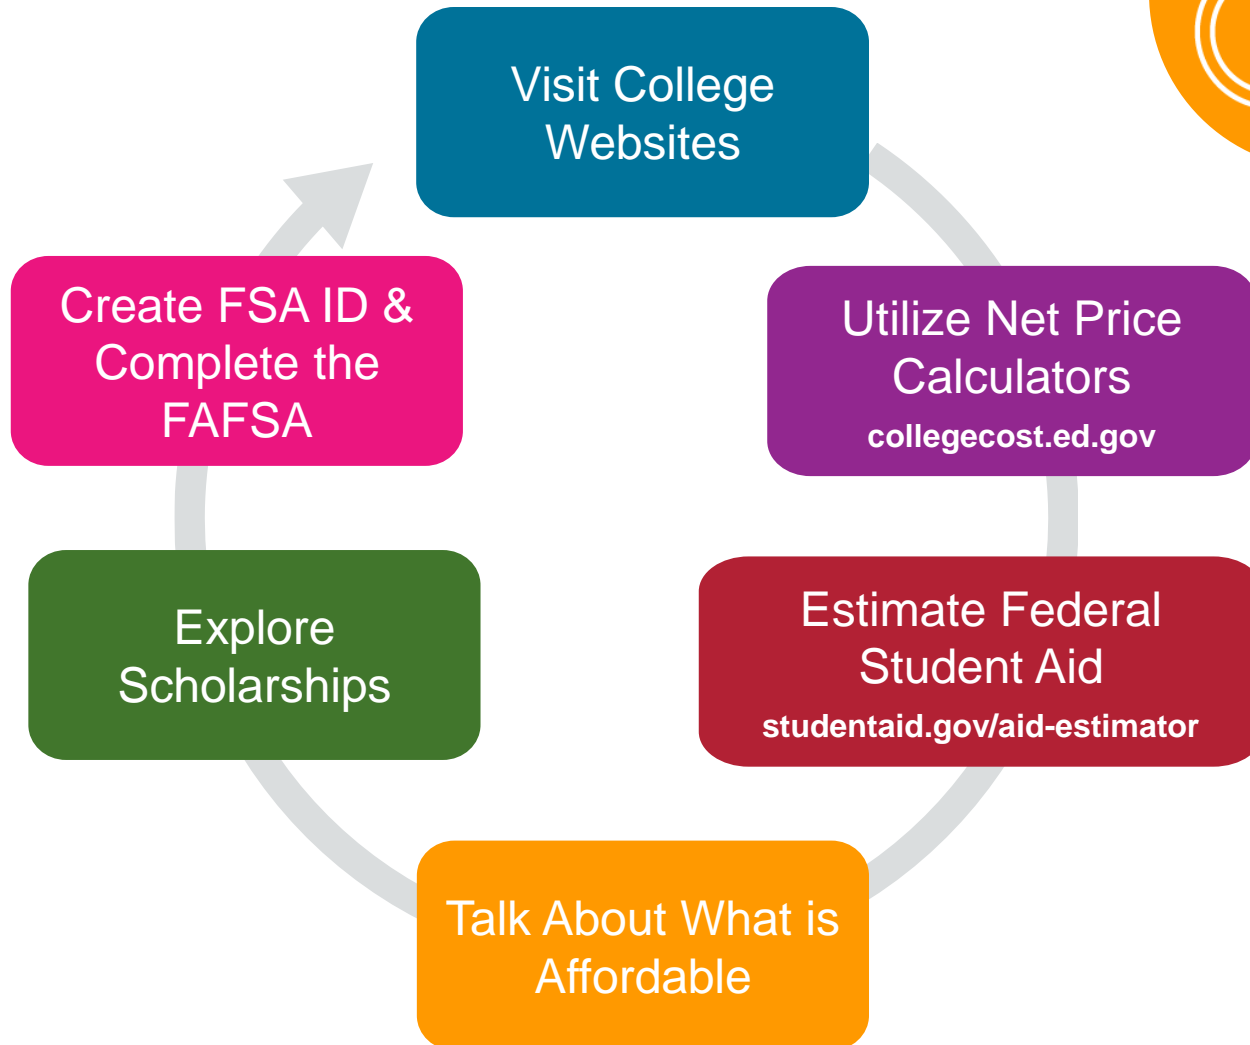 Visit College
Websites
Utilize Net Price
Calculators
collegecost.ed.gov
Estimate Federal
Student Aid
studentaid.gov/aid-estimator
Talk About What is
Affordable
Explore
Scholarships
Create FSA ID &
Complete the
FAFSA